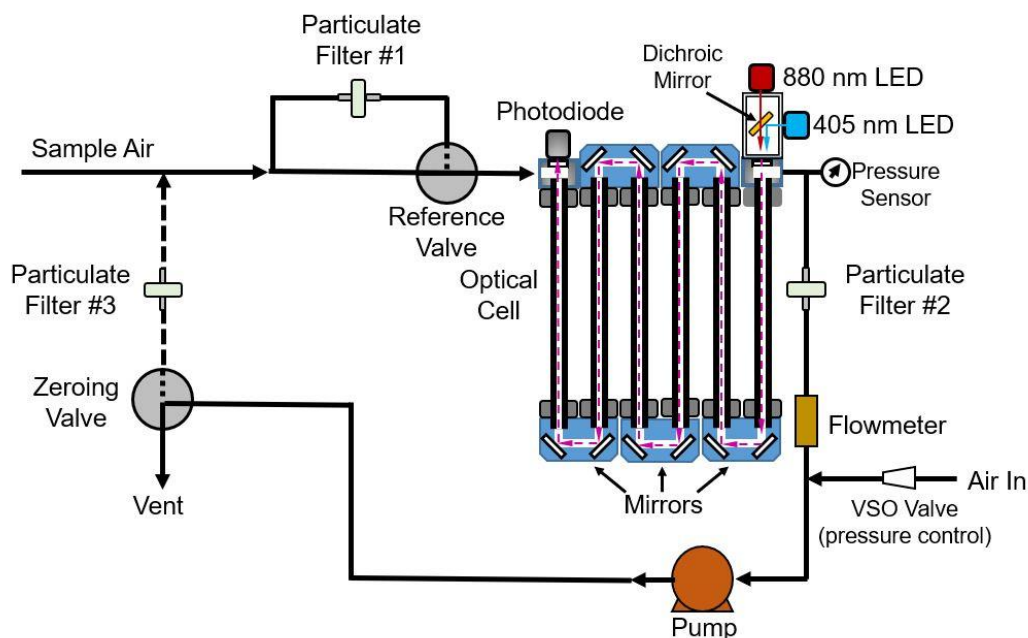 Particulate
Filter #1
Dichroic
Mirror
880 nm LED
Photodiode
405 nm LED
Sample Air
Pressure
Sensor
Reference
Valve
Optical
Cell
Particulate
Filter #3
Particulate
Filter #2
Zeroing
Valve
Flowmeter
Air In
Vent
Mirrors
VSO Valve
(pressure control)
Pump